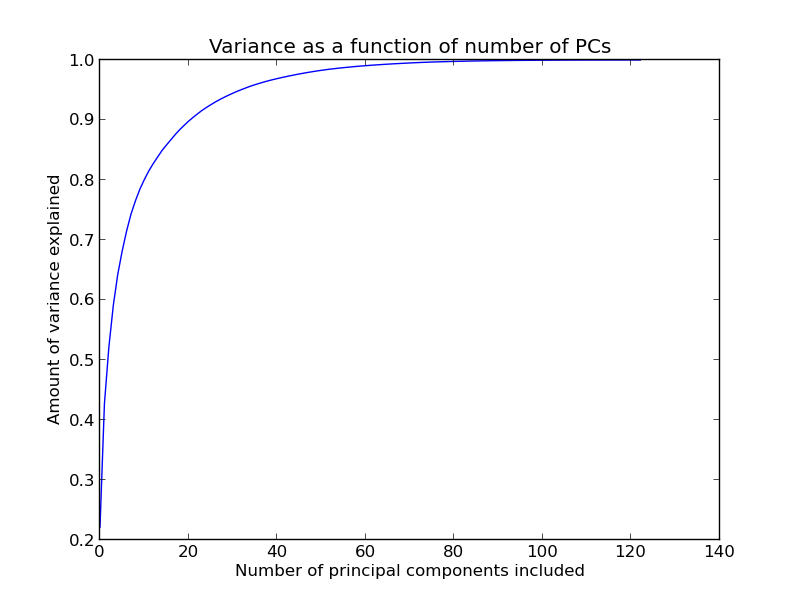 Variance as a function of number of PCs
1.0
0.9
0.8
0.7
0.6
0.5
0.4
0.3
0.2
Amount of variance explained
0 20 40 60 80 100 120 140
Number of principal components included